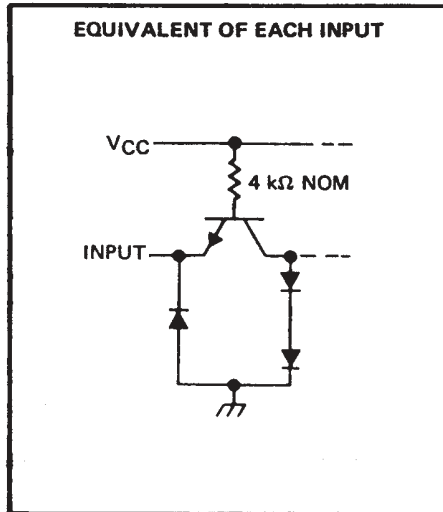 EQUIVALENT OF EACH INPUT
VCC
4 kΩ NOM
INPUT